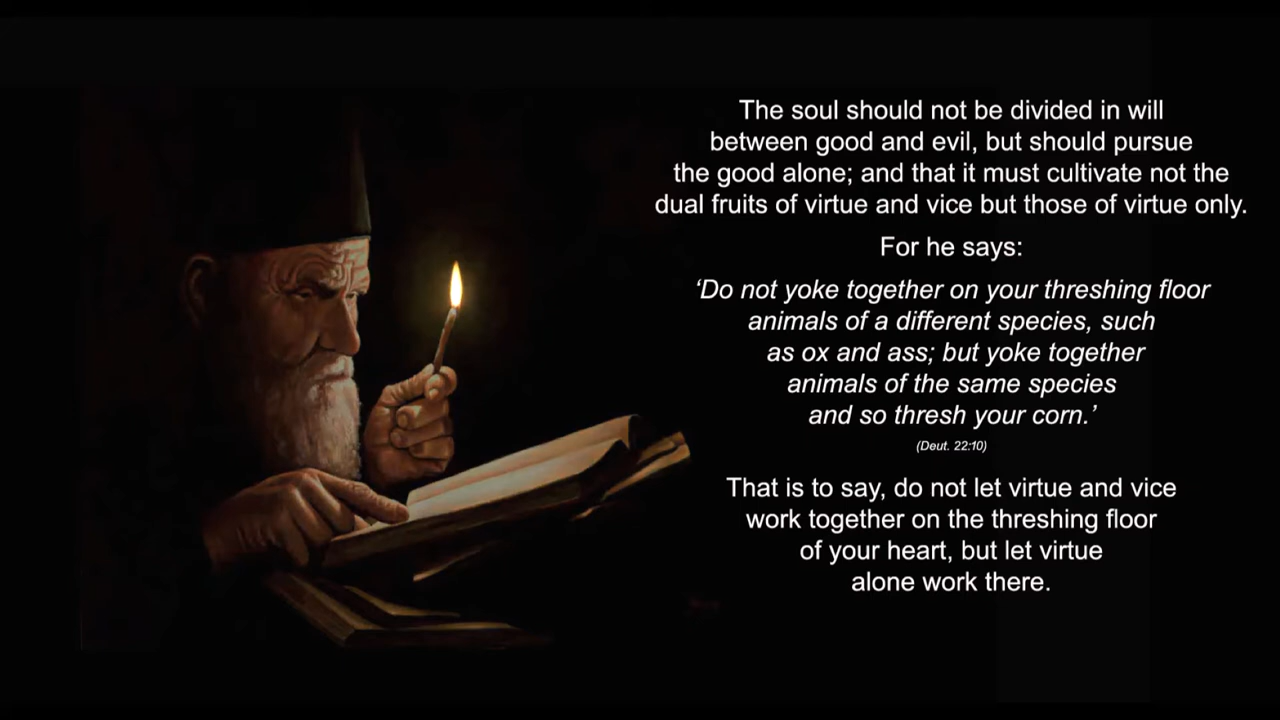 The soul should not be divided in will
between good and evil, but should pursue
the good alone; and that it must cultivate not the
dual fruits of virtue and vice but those of virtue only.
For he says:
‘Do not yoke together on your threshing floor
animals of a different species, such
as ox and ass; but yoke together
animals of the same species
and so thresh your corn.’
(Deut. 22:10)
That is to say, do not let virtue and vice
work together on the threshing floor
of your heart, but let virtue
alone work there.